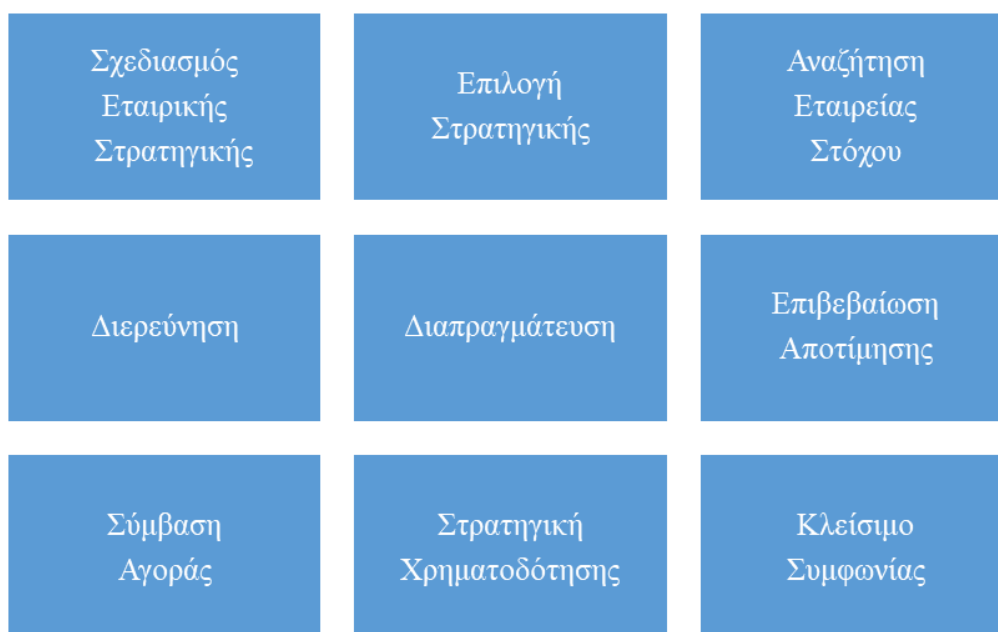 Σχεδιασμός
Εταιρικής
Στρατηγικής
Επιλογή
Στρατηγικής
Αναζήτηση
Εταιρείας
Στόχου
Διερεύνηση
Διαπραγμάτευση
Επιβεβαίωση
Αποτίμησης
Σύμβαση
Αγοράς
Στρατηγική
Χρηματοδότησης
Κλείσιμο
Συμφωνίας